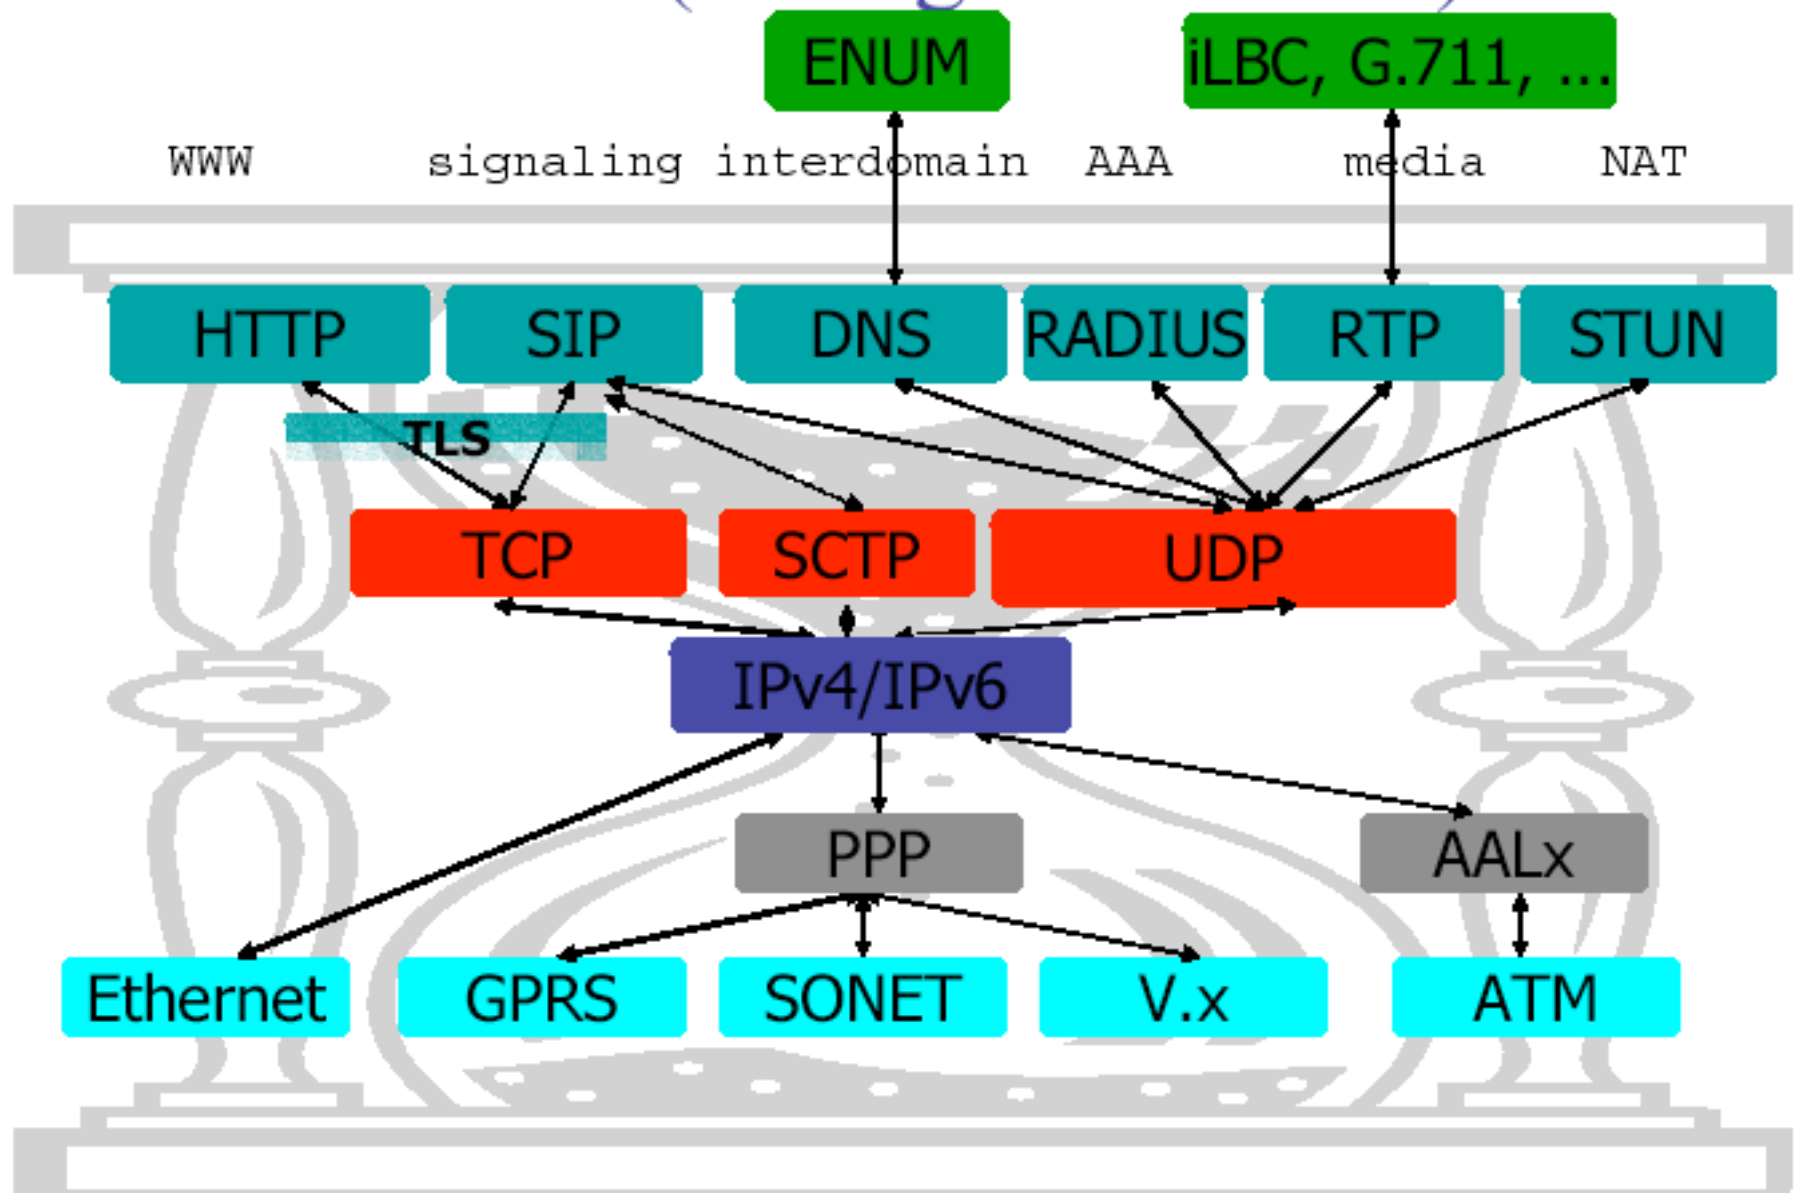 ENUM
iLBC, G.711, ...
WWW signaling interdomain AAA media NAT
HTTP SIP DNS RADIUS RTP STUN
TLS
TCP SCTP UDP
IPv4/IPv6
PPP AALx
Ethernet GPRS SONET V.x ATM